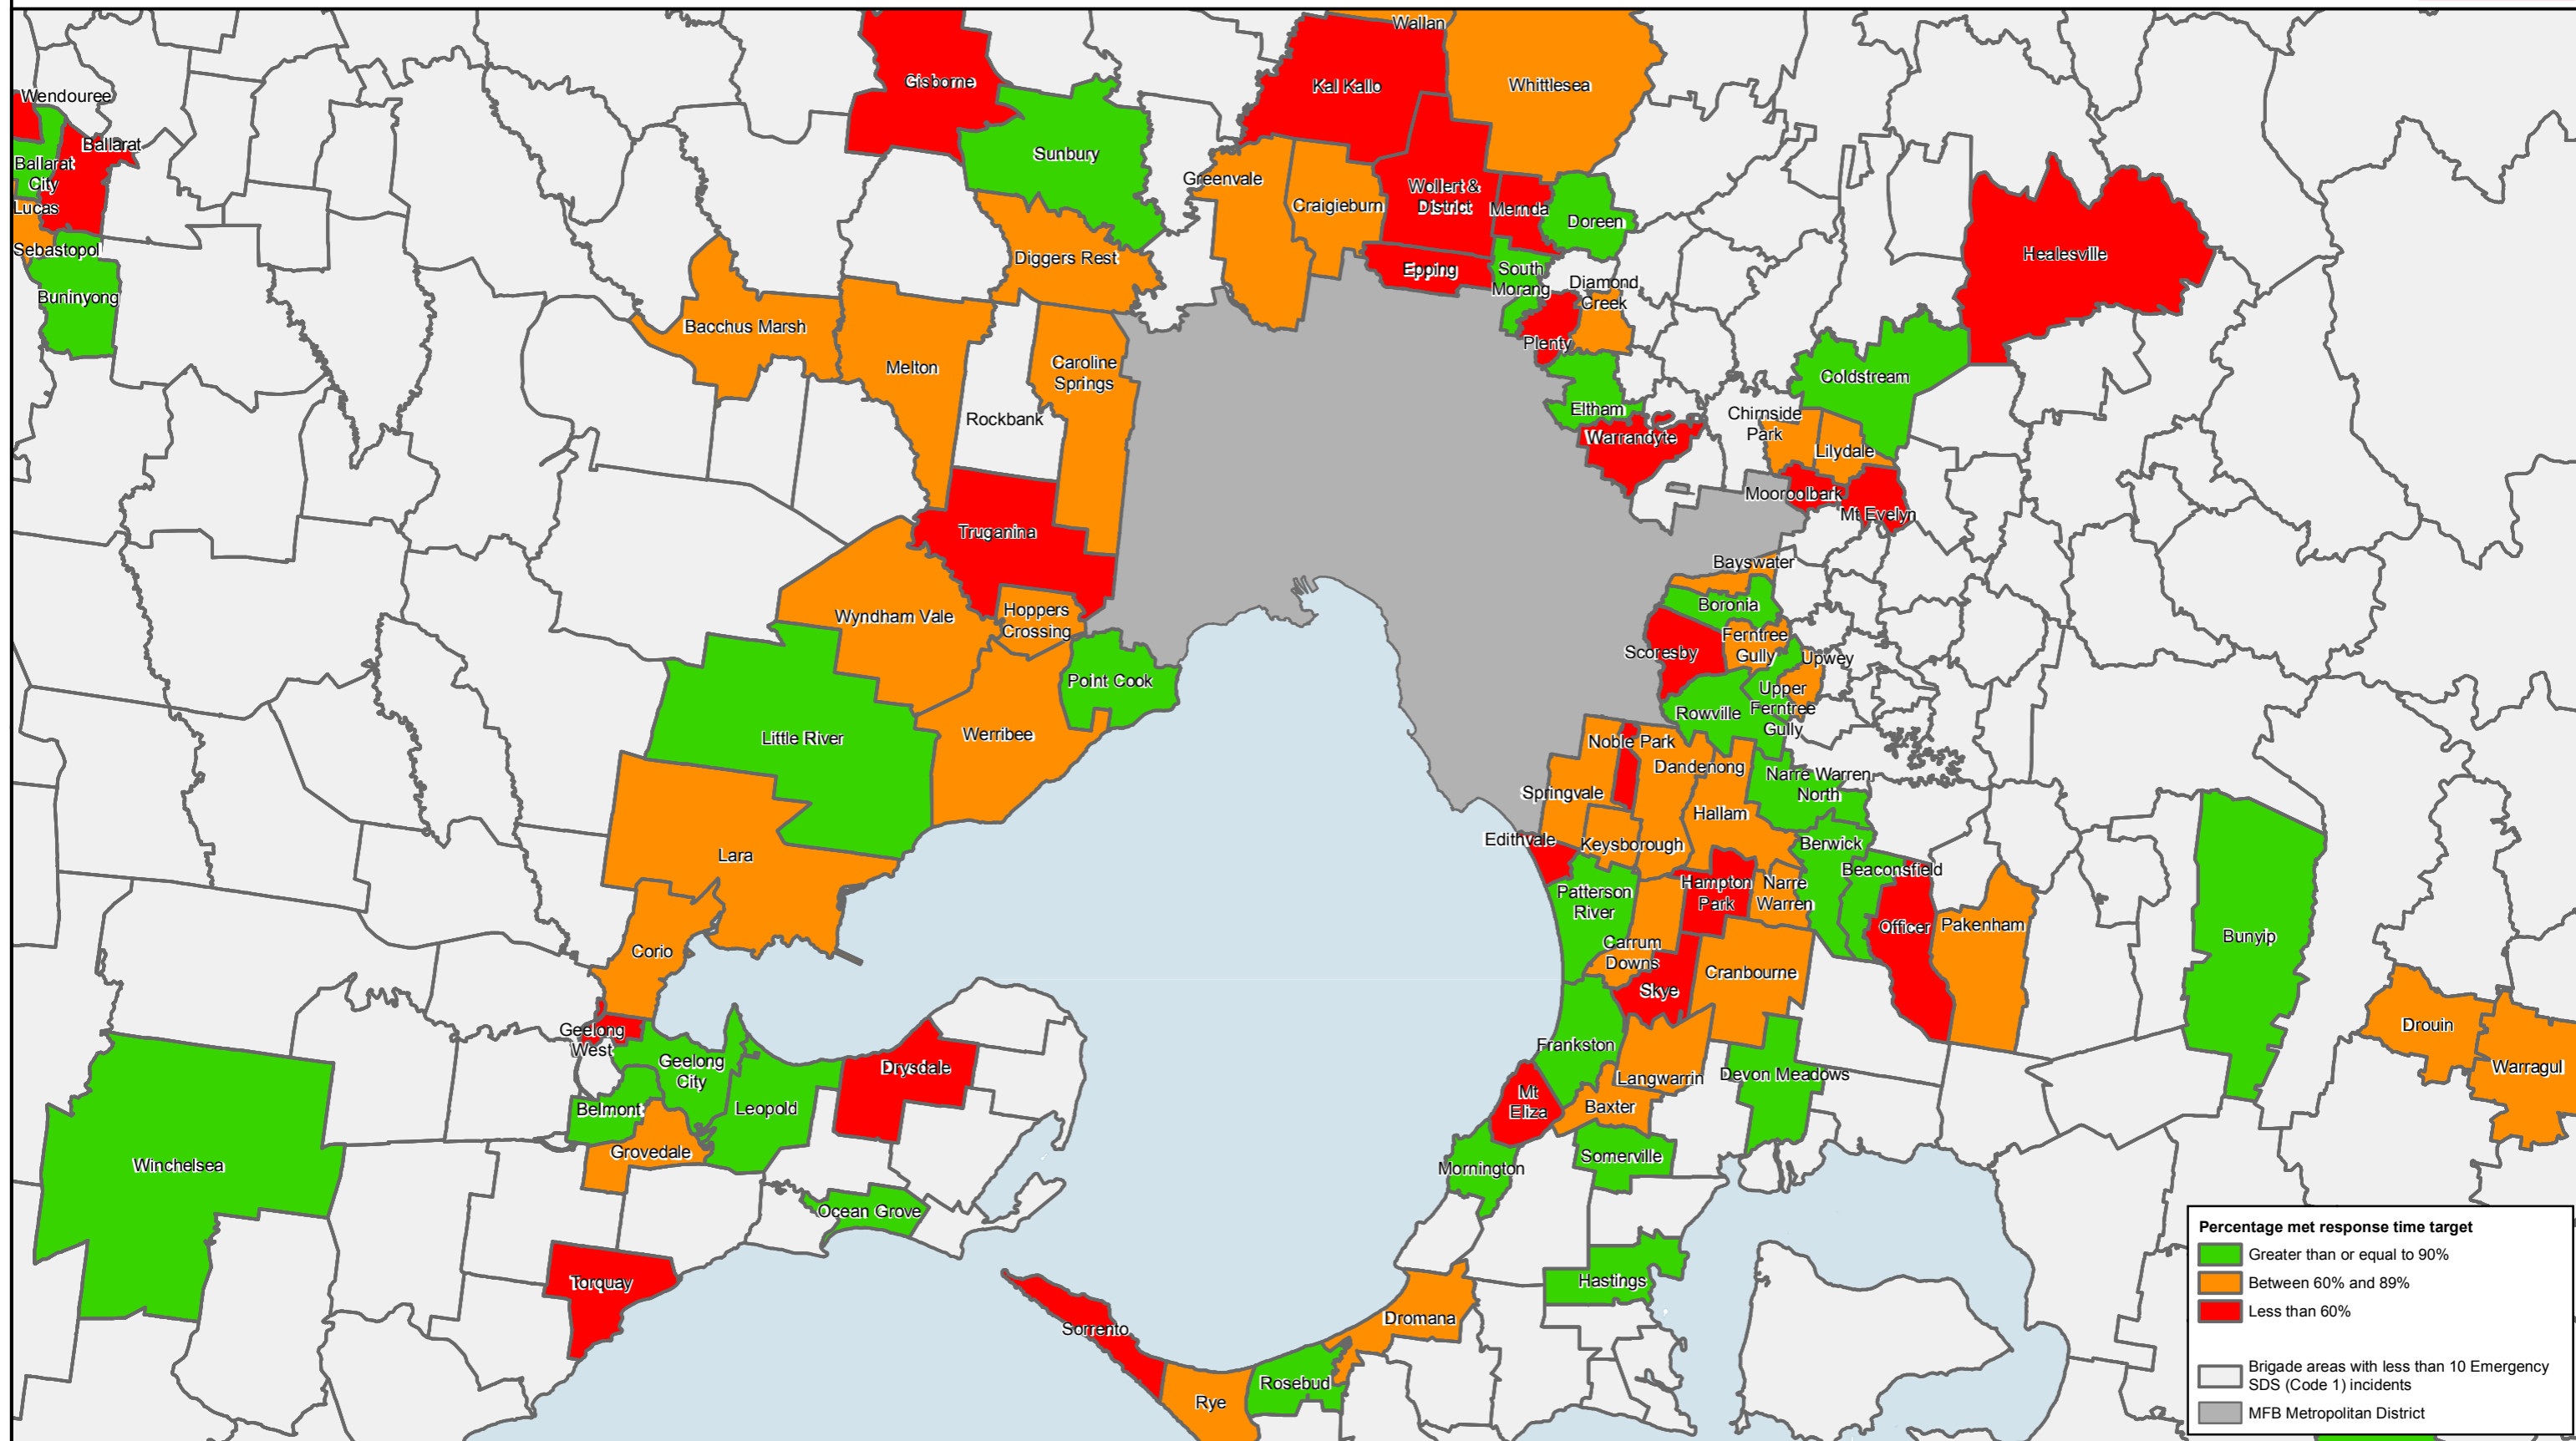 Wallan
Gisborne
Kal Kallo
Whittlesea
Wendouree
Ballarat
Sunbury
Ballarat
City
Greenvale
Wollert &
District
Craigieburn
Mernda
Lucas
Doreen
Sebastopol
Diggers Rest
Healesville
Epping
South
Morang
Diamond
Creek
Buninyong
Bacchus Marsh
Plenty
Melton
Caroline
Springs
Coldstream
Rockbank
Eltham
Chirnside
Park
Warrandyte
Lilydale
Mooroolbark
Mt Evelyn
Truganina
Bayswater
Boronia
Wyndham Vale
Hoppers
Crossing
Ferntree
Gully
Scoresby
Upwey
Point Cook
Upper
Ferntree
Gully
Rowville
Little River
Werribee
Noble Park
Dandenong
Narre Warren
North
Springvale
Hallam
Edithvale
Keysborough
Berwick
Lara
Beaconsfield
Patterson
River
Hampton
Park
Narre
Warren
Officer
Pakenham
Bunyip
Corio
Carrum
Downs
Cranbourne
Skye
Geelong
West
Drouin
Frankston
Geelong
City
Drysdale
Langwarrin
Devon Meadows
Warragul
Mt
Eliza
Belmont
Leopold
Baxter
Grovedale
Somerville
Winchelsea
Mornington
Ocean Grove
Hastings
Torquay
Dromana
Sorrento
Rosebud
Rye
Percentage met response time target
Greater than or equal to 90%
Between 60% and 89%
Less than 60%
Brigade areas with less than 10 Emergency
SDS (Code 1) incidents
MFB Metropolitan District